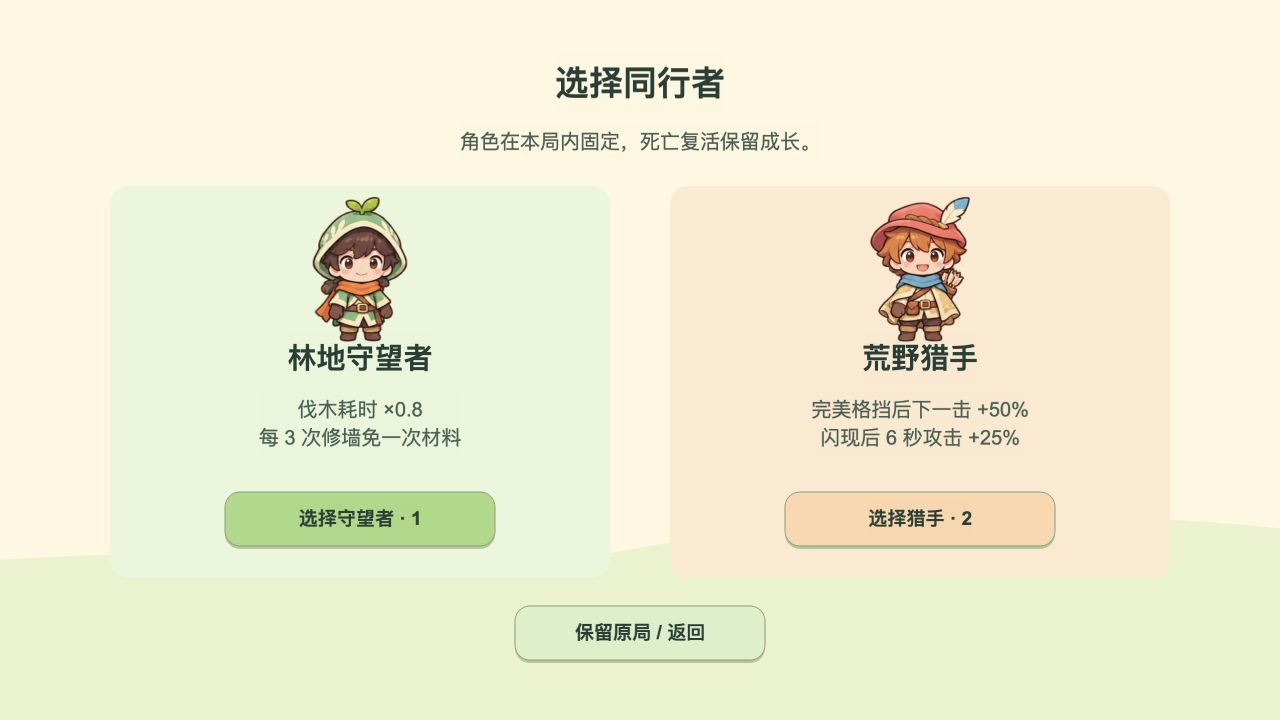 选择同行者
角色在本局内固定，死亡复活保留成长。
林地守望者
伐木耗时 ×0.8
每 3 次修墙免一次材料
选择守望者 · 1
荒野猎手
完美格挡后下一击 +50%
闪现后 6 秒攻击 +25%
选择猎手 · 2
保留原局 / 返回